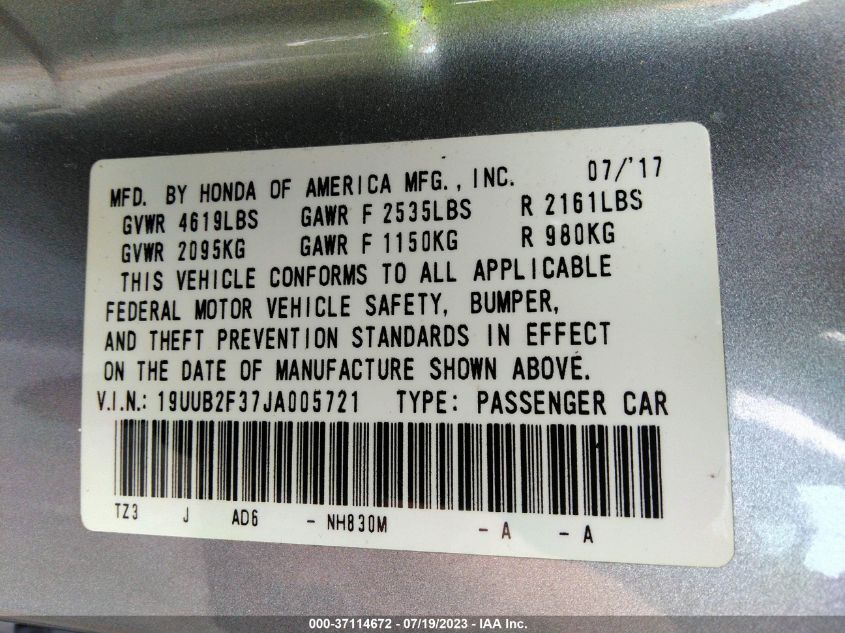 MFD. BY HONDA OF AMERICA MFG., INC. 07/'17
GVWR 4619LBS GAWR F 2535LBS R 2161LBS
GVWR 2095KG GAWR F 1150KG R 980KG
THIS VEHICLE CONFORMS TO ALL APPLICABLE
FEDERAL MOTOR VEHICLE SAFETY, BUMPER,
AND THEFT PREVENTION STANDARDS IN EFFECT
ON THE DATE OF MANUFACTURE SHOWN ABOVE.
V.I.N.: 19UUB2F37JA005721 TYPE: PASSENGER CAR
TZ3 J AD6 - NH830M - A - A
000-37114672 - 07/19/2023 - IAA Inc.